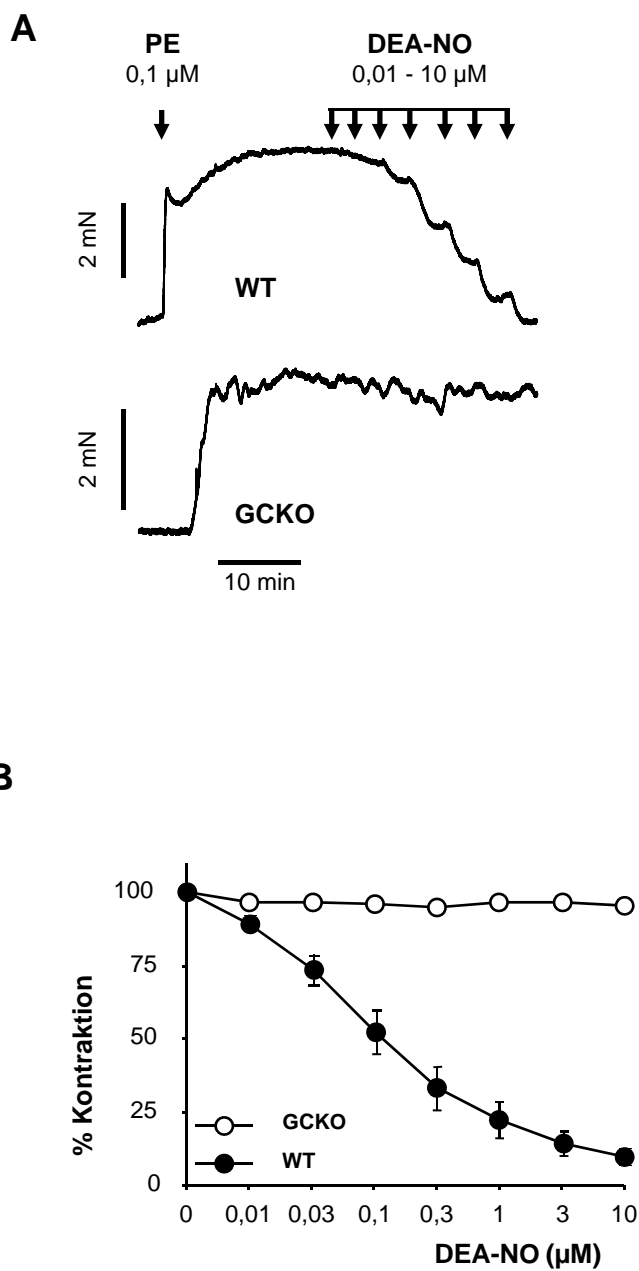 A
PE DEA-NO
0,1 µM 0,01 - 10 µM
2 mN
WT
2 mN
GCKO
10 min
B
% Kontraktion
100
75
50
25
0
GCKO
WT
0 0,01 0,03 0,1 0,3 1 3 10
DEA-NO (µM)